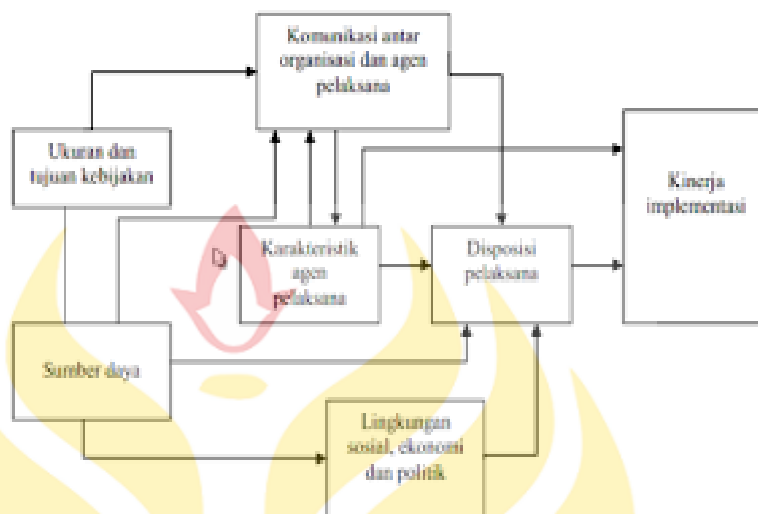 Komunikasi antar
organisasi dan agen
pelaksana
Ukuran dan
tujuan kebijakan
Kinerja
implementasi
Karakteristik
agen
pelaksana
Disposisi
pelaksana
Sumber daya
Lingkungan
sosial, ekonomi
dan politik